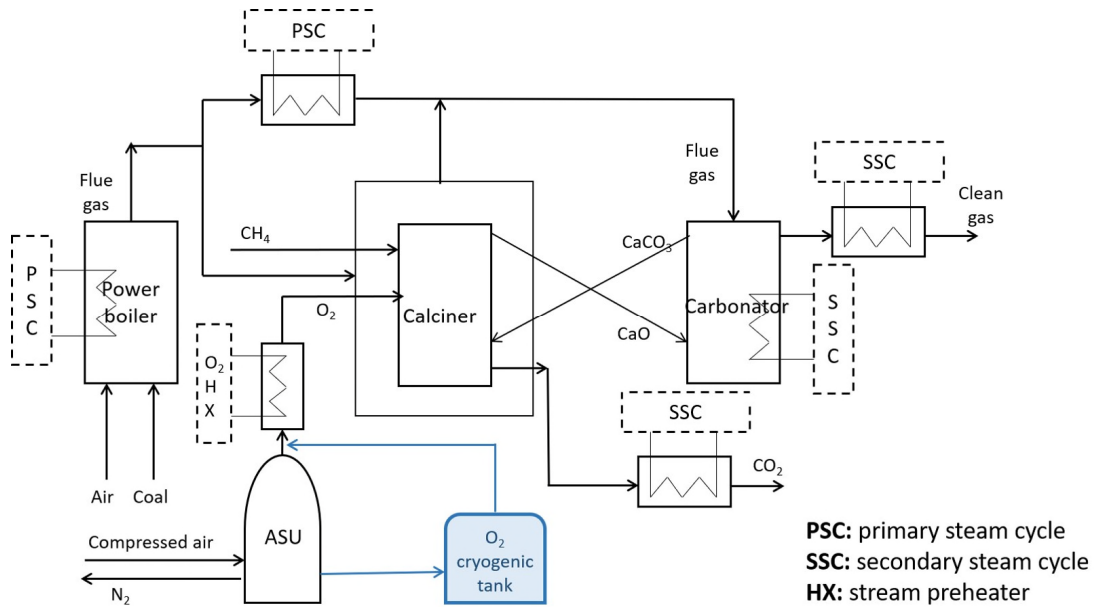 PSC
Flue
gas
SSC
Clean
gas
Flue
gas
CH₄
CaCO₃
P
S
C
Power
boiler
O₂
Calciner
Carbonator
S
S
C
CaO
O₂
H
X
SSC
CO₂
Air
Coal
ASU
O₂
cryogenic
tank
Compressed air
N₂
PSC: primary steam cycle
SSC: secondary steam cycle
HX: stream preheater